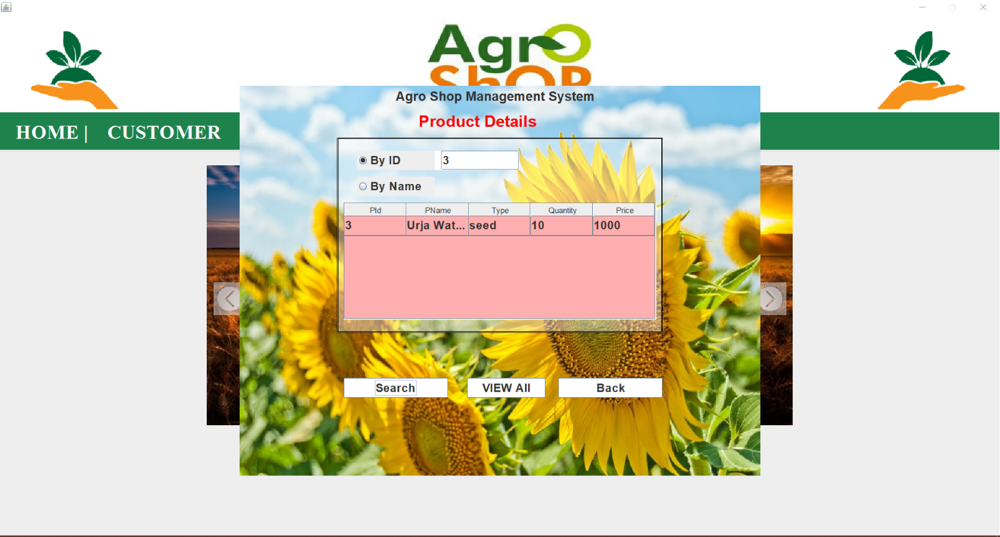 Agro
ShOP
Agro Shop Management System
Product Details
HOME | CUSTOMER
By ID 3
By Name
PId PName Type Quantity Price
3 Urja Wat... seed 10 1000
Search VIEW All Back